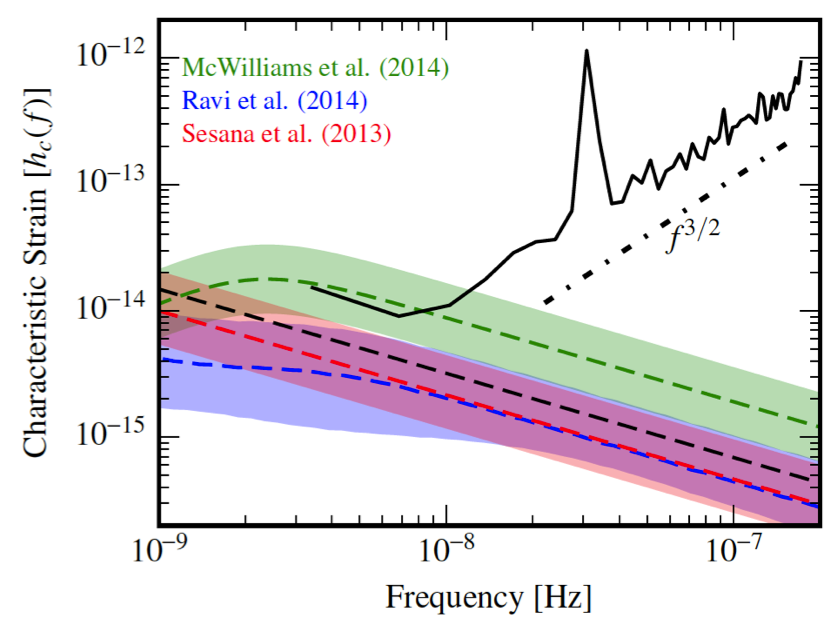 Characteristic Strain [h_c(f)]
10^-12
10^-13
10^-14
10^-15
McWilliams et al. (2014)
Ravi et al. (2014)
Sesana et al. (2013)
f^3/2
10^-9
10^-8
10^-7
Frequency [Hz]